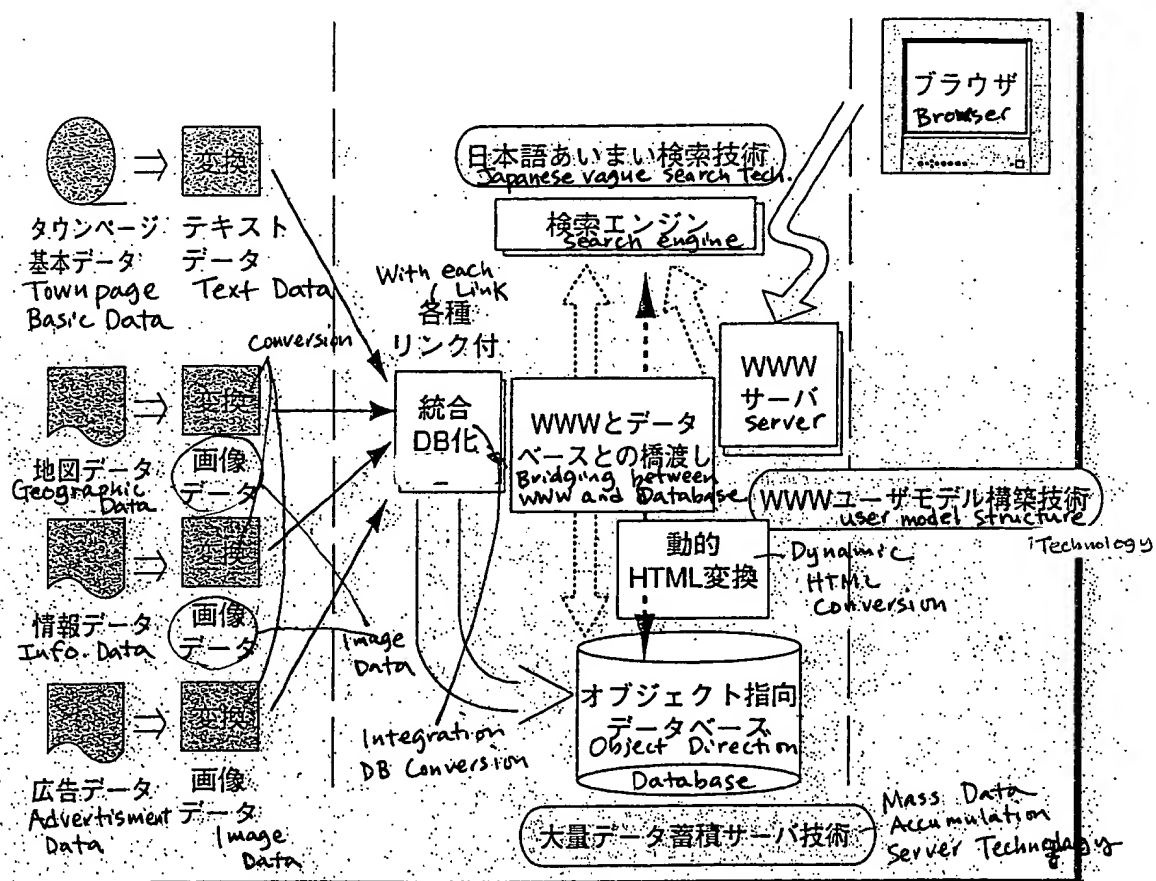 ブラウザ
Browser
日本語あいまい検索技術
Japanese vague search Tech.
検索エンジン
search engine
変換
タウンページ
基本データ
Town page
Basic Data
テキスト
データ
Text Data
With each
Link
各種
リンク付
conversion
変換
地図データ
Geographic
Data
画像
データ
統合
DB化
WWWとデータ
ベースとの橋渡し
Bridging between
WWW and Database
WWW
サーバ
server
WWWユーザモデル構築技術
user model structure
Technology
変換
情報データ
Info. Data
画像
データ
Image
Data
動的
HTML変換
Dynamic
HTML
Conversion
変換
広告データ
Advertisment
Data
画像
データ
Image
Data
Integration
DB Conversion
オブジェクト指向
データベース
Object Direction
Database
大量データ蓄積サーバ技術
Mass Data
Accumulation
Server Technology